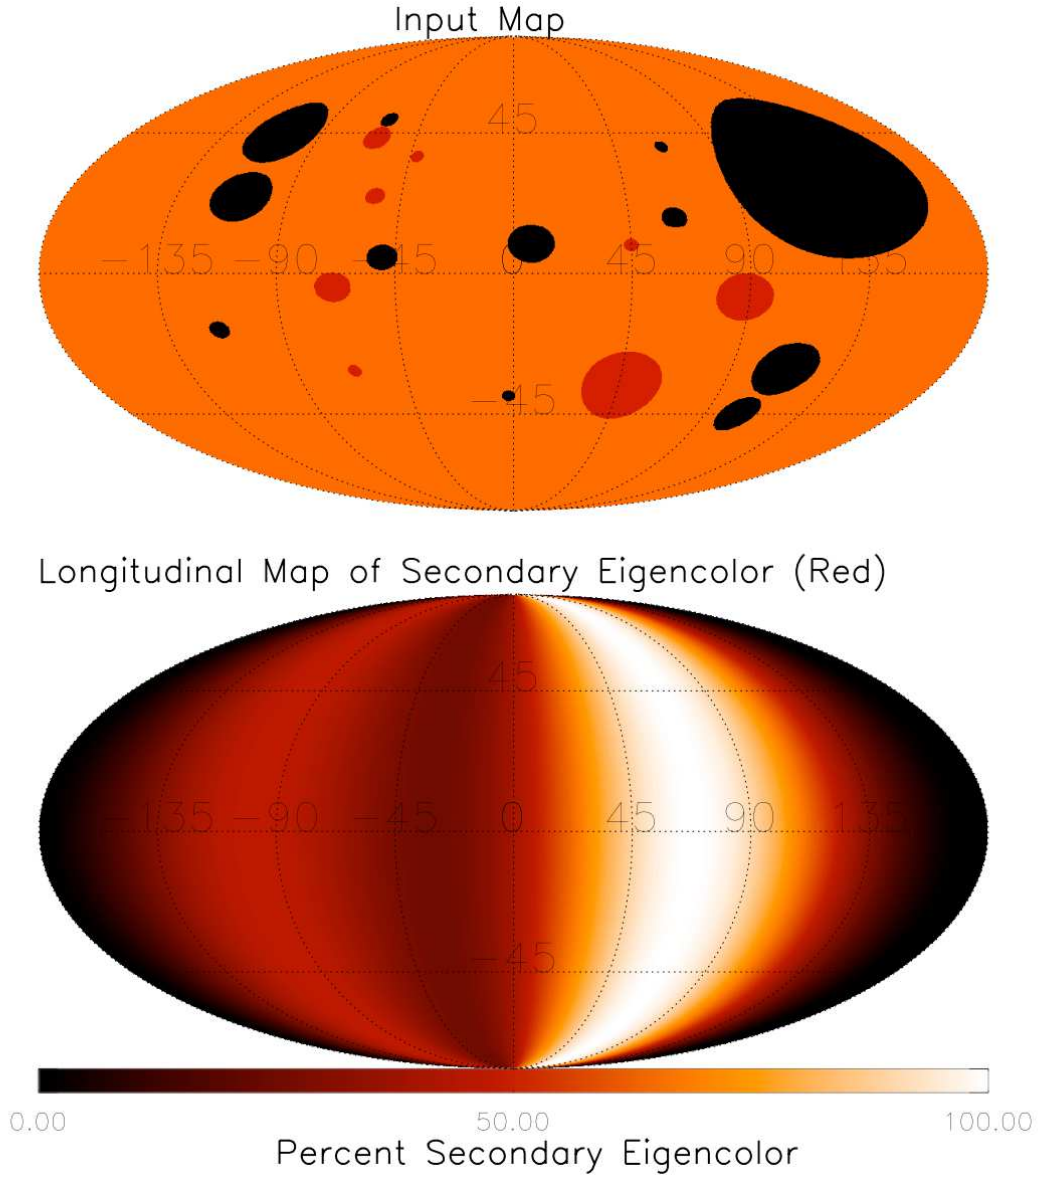 Input Map
45
-135 -90 -45 0 45 90 135
-45
Longitudinal Map of Secondary Eigencolor (Red)
45
-135 -90 -45 0 45 90 135
-45
0.00 50.00 100.00
Percent Secondary Eigencolor